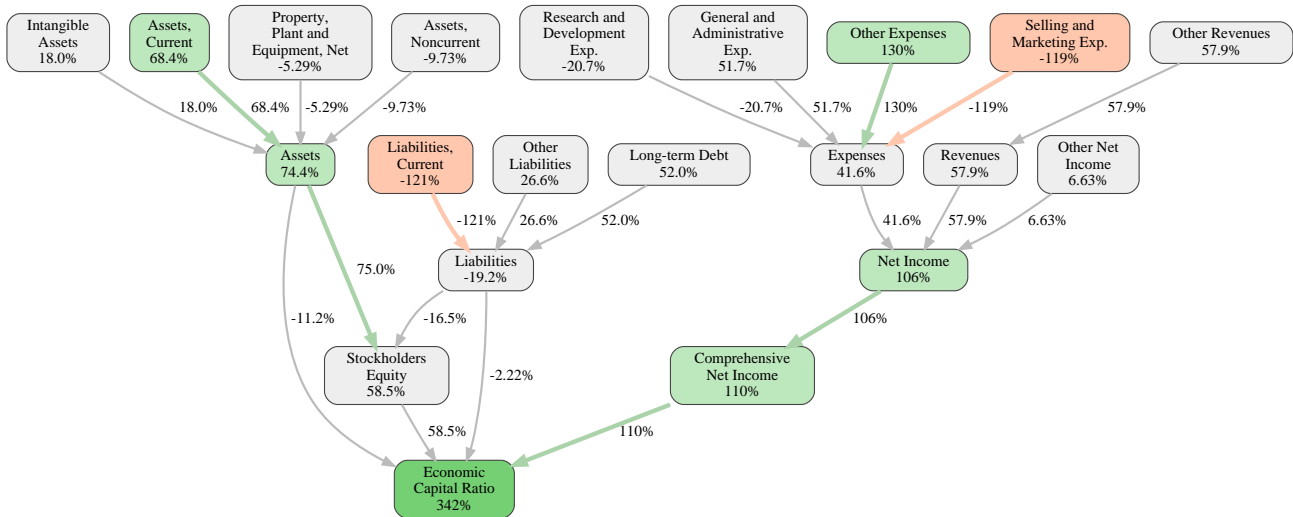 Intangible
Assets
18.0%
Assets,
Current
68.4%
Property,
Plant and
Equipment, Net
-5.29%
Assets,
Noncurrent
-9.73%
Research and
Development
Exp.
-20.7%
General and
Administrative
Exp.
51.7%
Other Expenses
130%
Selling and
Marketing Exp.
-119%
Other Revenues
57.9%
18.0%
68.4%
-5.29%
-9.73%
-20.7%
51.7%
130%
-119%
57.9%
Assets
74.4%
Liabilities,
Current
-121%
Other
Liabilities
26.6%
Long-term Debt
52.0%
Expenses
41.6%
Revenues
57.9%
Other Net
Income
6.63%
-121%
26.6%
52.0%
41.6%
57.9%
6.63%
75.0%
Liabilities
-19.2%
Net Income
106%
-11.2%
-16.5%
106%
Stockholders
Equity
58.5%
-2.22%
Comprehensive
Net Income
110%
58.5%
110%
Economic
Capital Ratio
342%